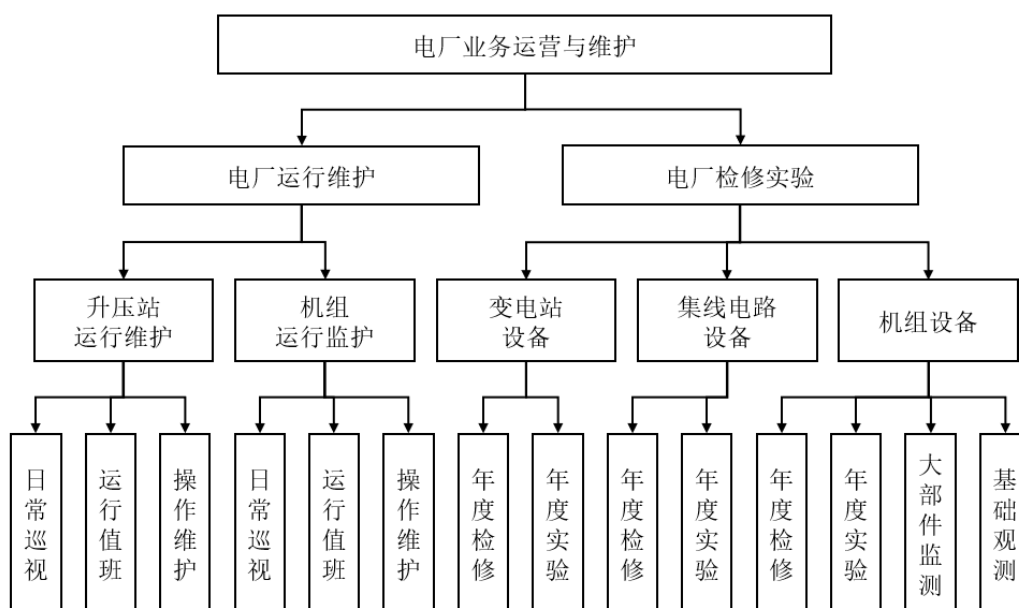 电厂业务运营与维护
电厂运行维护
电厂检修实验
升压站
运行维护
机组
运行监护
变电站
设备
集线电路
设备
机组设备
日常巡视
运行值班
操作维护
日常巡视
运行值班
操作维护
年度检修
年度实验
年度检修
年度实验
年度检修
年度实验
大部件监测
基础观测